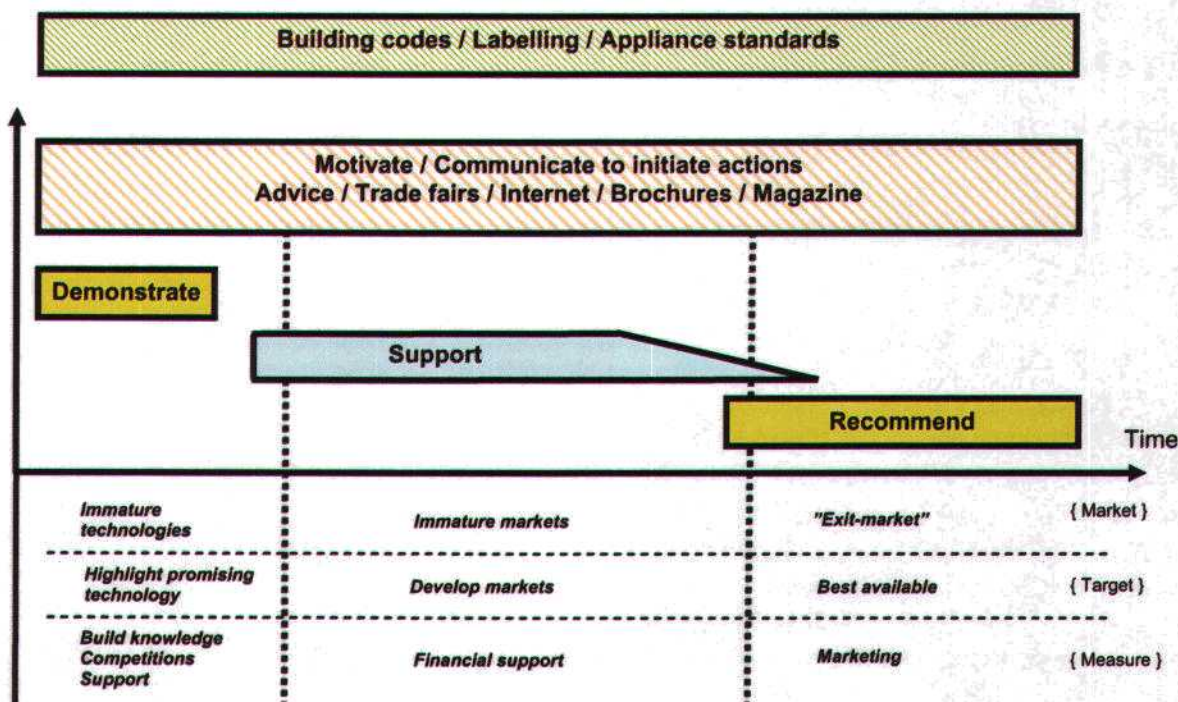 Building codes / Labelling / Appliance standards
Motivate / Communicate to initiate actions
Advice / Trade fairs / Internet / Brochures / Magazine
Demonstrate
Support
Recommend
Time
Immature
technologies
Immature markets
"Exit-market"
{ Market }
Highlight promising
technology
Develop markets
Best available
{ Target }
Build knowledge
Competitions
Support
Financial support
Marketing
{ Measure }